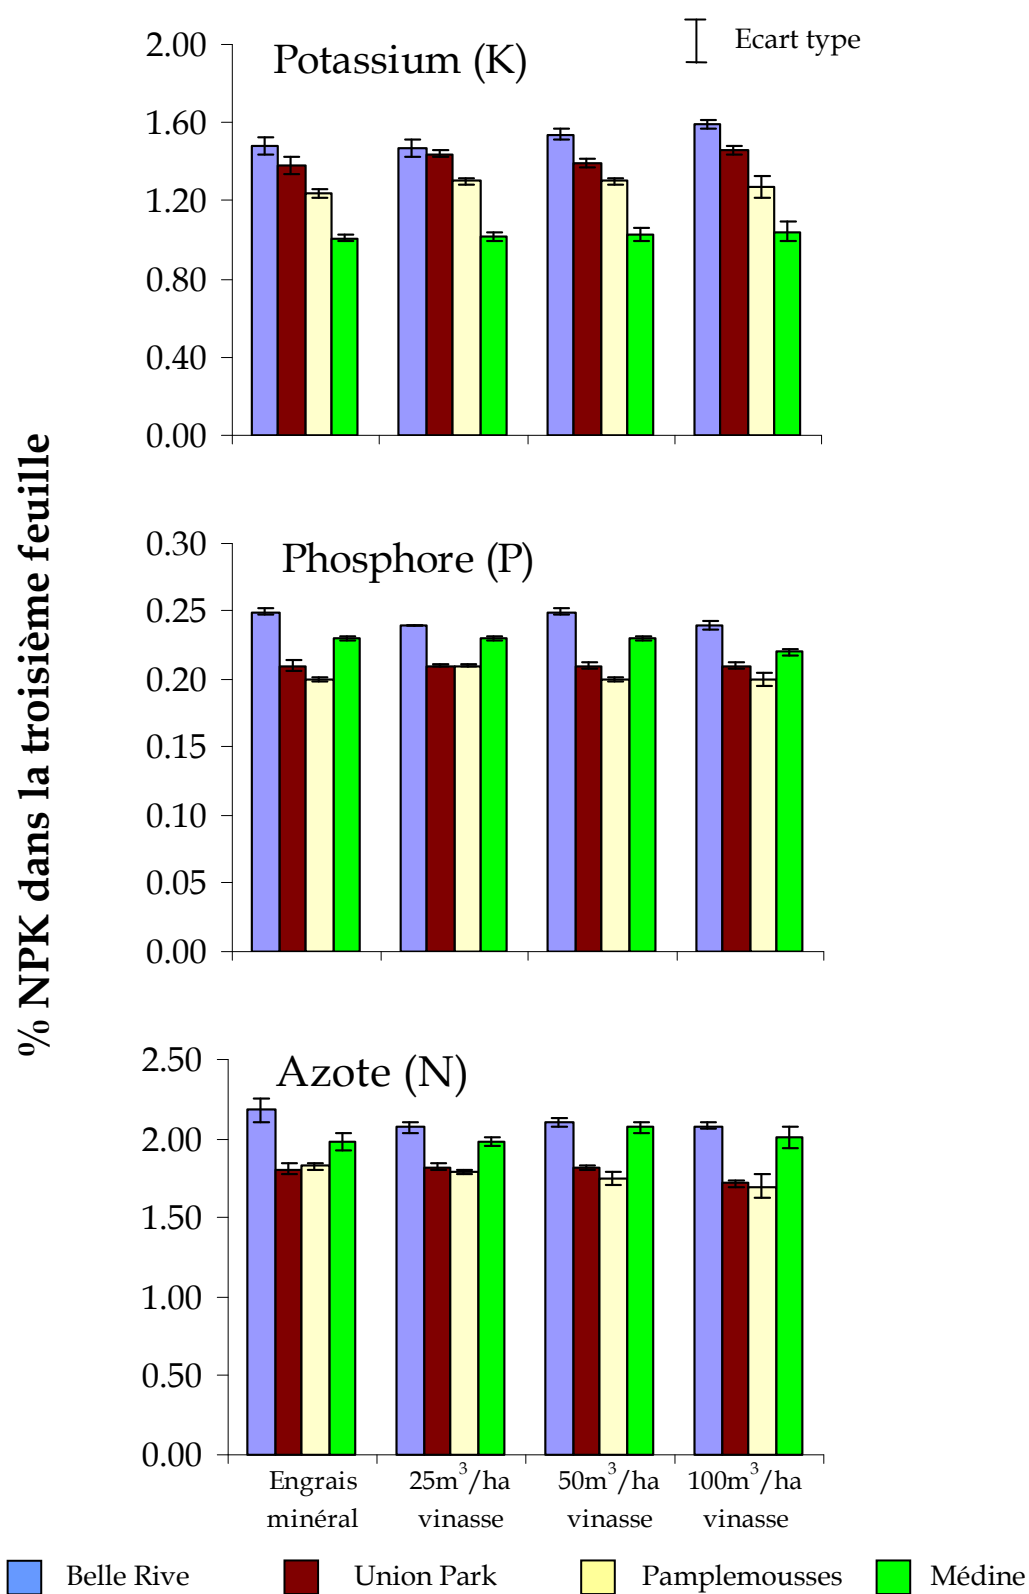 % NPK dans la troisième feuille
Ecart type
Potassium (K)
2.00
1.60
1.20
0.80
0.40
0.00
Phosphore (P)
0.30
0.25
0.20
0.15
0.10
0.05
0.00
Azote (N)
2.50
2.00
1.50
1.00
0.50
0.00
Engrais minéral
25m³/ha vinasse
50m³/ha vinasse
100m³/ha vinasse
Belle Rive
Union Park
Pamplemousses
Médine